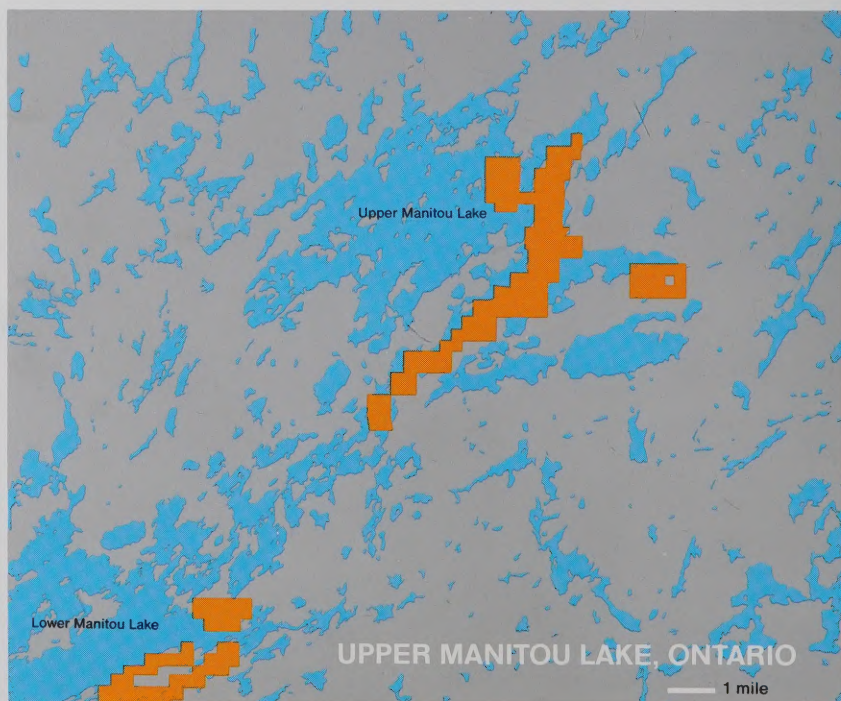 Upper Manitou Lake
Lower Manitou Lake
UPPER MANITOU LAKE, ONTARIO
1 mile